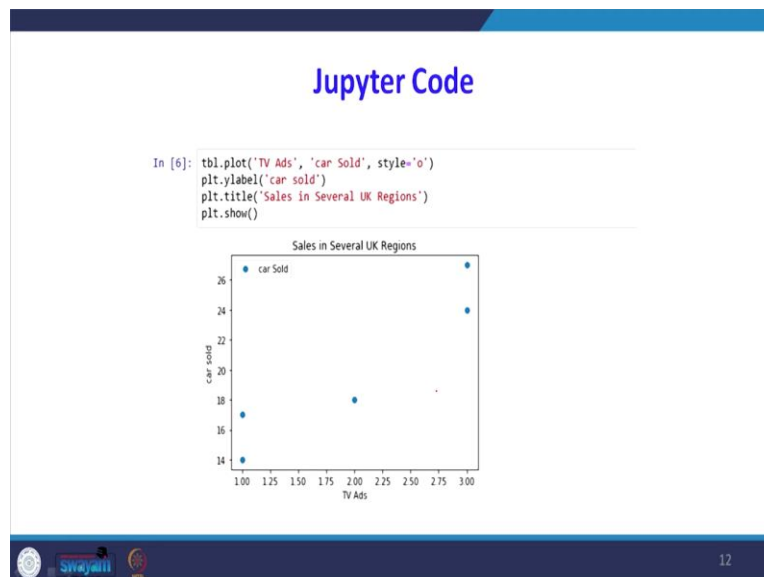 Jupyter Code
In [6]: tbl.plot('TV Ads', 'car Sold', style='o')
plt.ylabel('car sold')
plt.title('Sales in Several UK Regions')
plt.show()
Sales in Several UK Regions
car Sold
26
24
22
20
18
16
14
car sold
1.00 1.25 1.50 1.75 2.00 2.25 2.50 2.75 3.00
TV Ads
swayam
12